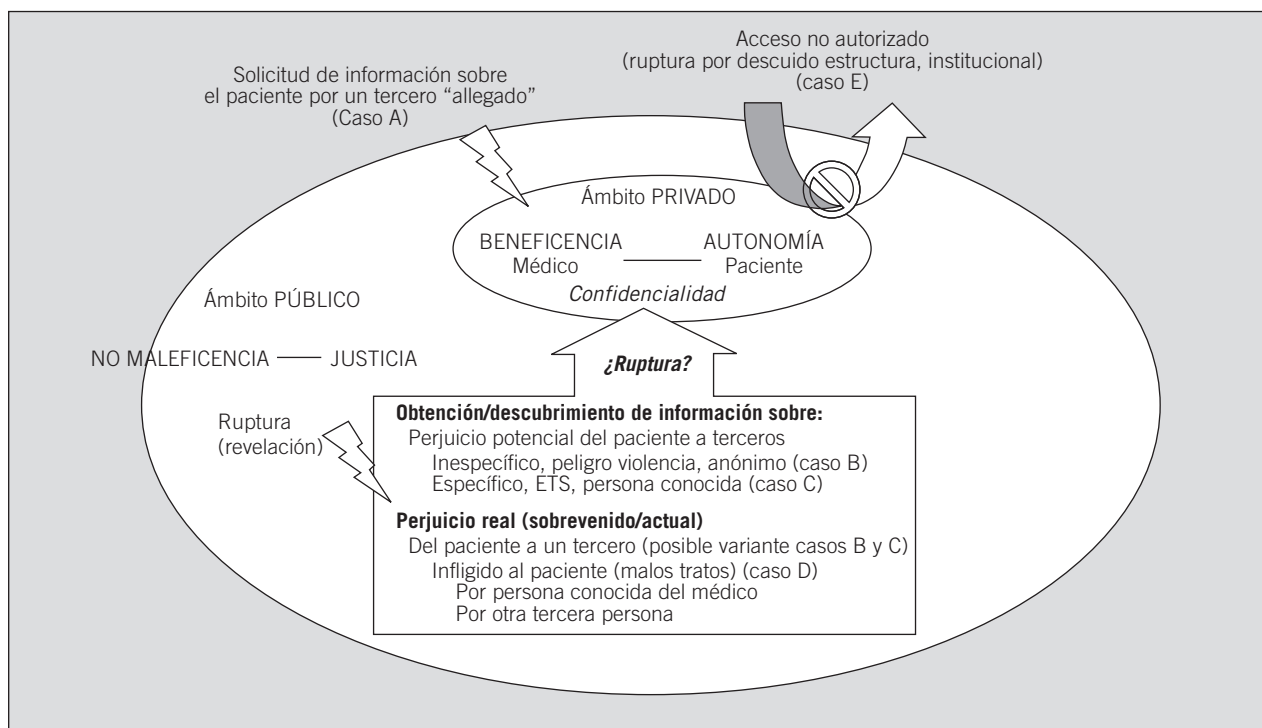 Solicitud de información sobre
el paciente por un tercero “allegado”
(Caso A)
Acceso no autorizado
(ruptura por descuido estructura, institucional)
(caso E)
Ámbito PRIVADO
BENEFICENCIA AUTONOMÍA
Médico Paciente
Confidencialidad
Ámbito PÚBLICO
NO MALEFICENCIA JUSTICIA
¿Ruptura?
Ruptura
(revelación)
Obtención/descubrimiento de información sobre:
Perjuicio potencial del paciente a terceros
Inespecífico, peligro violencia, anónimo (caso B)
Específico, ETS, persona conocida (caso C)
Perjuicio real (sobrevenido/actual)
Del paciente a un tercero (posible variante casos B y C)
Infligido al paciente (malos tratos) (caso D)
Por persona conocida del médico
Por otra tercera persona